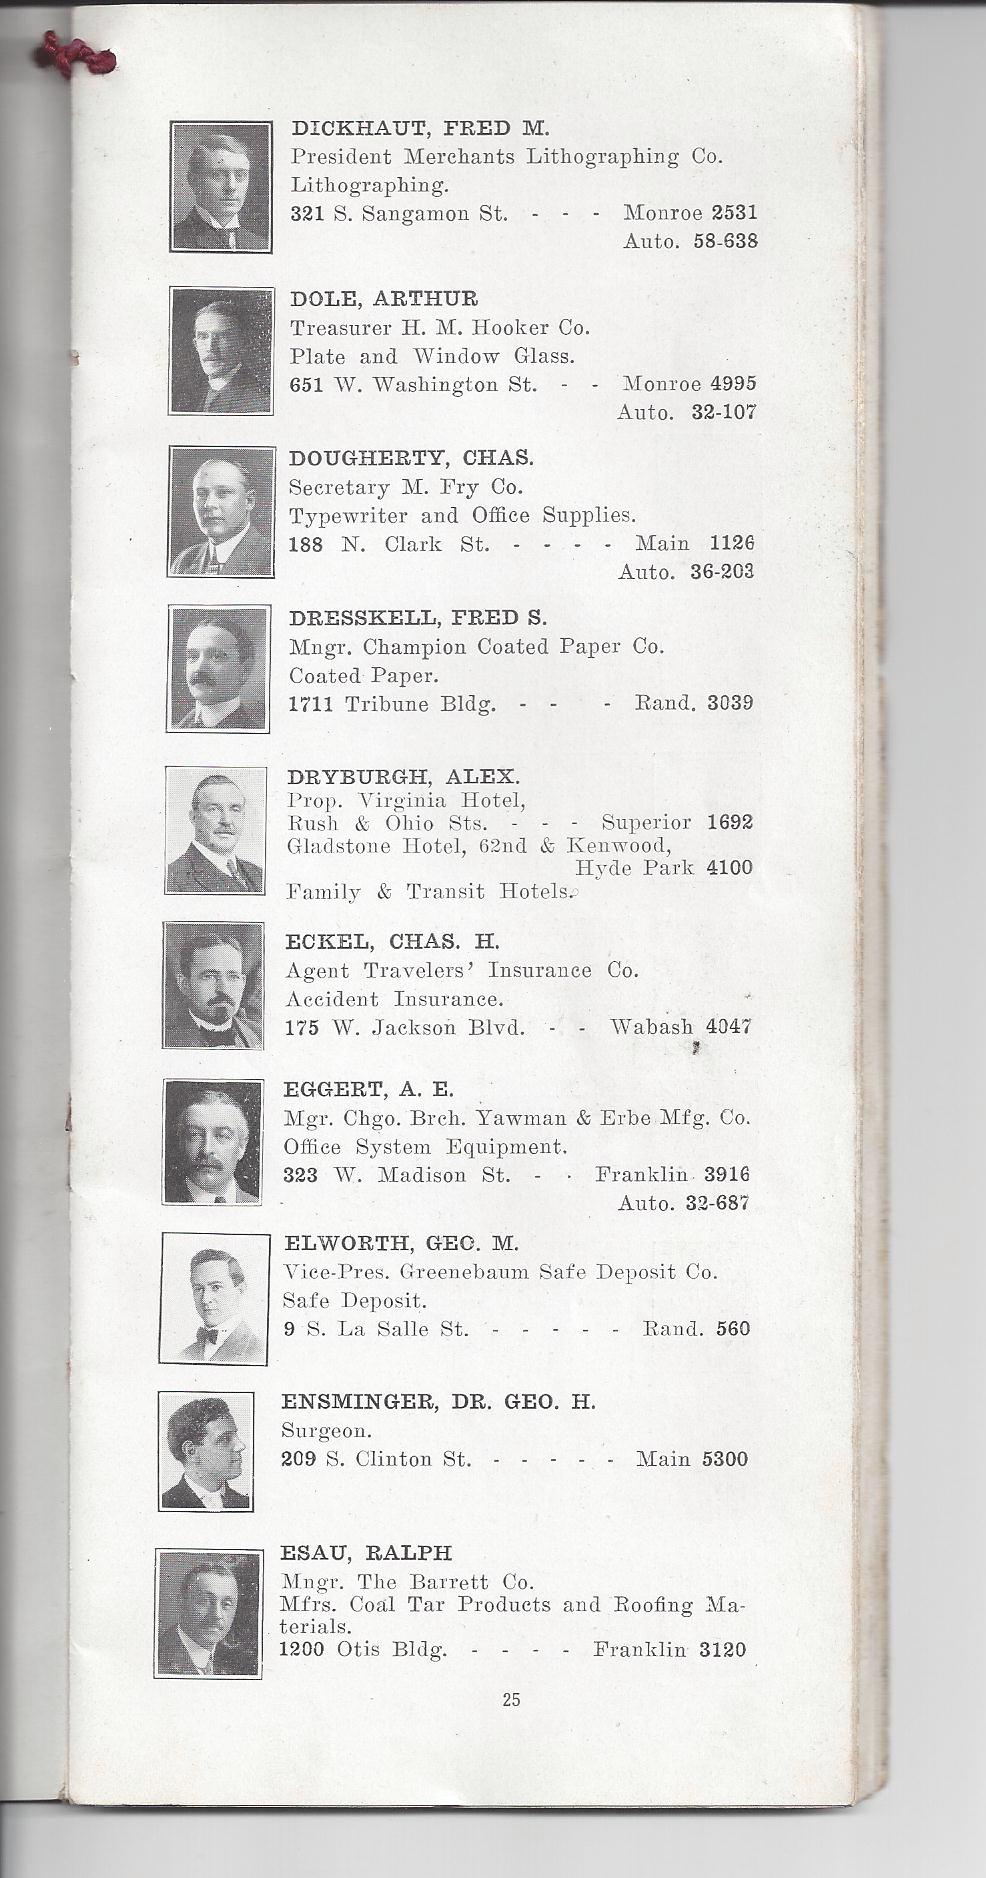 DICKHAUT, FRED M.
President Merchants Lithographing Co.
Lithographing.
321 S. Sangamon St. - - - Monroe 2531
Auto. 58-638
DOLE, ARTHUR
Treasurer H. M. Hooker Co.
Plate and Window Glass.
651 W. Washington St. - - Monroe 4995
Auto. 32-107
DOUGHERTY, CHAS.
Secretary M. Fry Co.
Typewriter and Office Supplies.
188 N. Clark St. - - - - Main 1126
Auto. 36-203
DRESSKELL, FRED S.
Mngr. Champion Coated Paper Co.
Coated Paper.
1711 Tribune Bldg. - - - Rand. 3039
DRYBURGH, ALEX.
Prop. Virginia Hotel,
Rush & Ohio Sts. - - - Superior 1692
Gladstone Hotel, 62nd & Kenwood,
Hyde Park 4100
Family & Transit Hotels.
ECKEL, CHAS. H.
Agent Travelers' Insurance Co.
Accident Insurance.
175 W. Jackson Blvd. - - Wabash 4047
EGGERT, A. E.
Mgr. Chgo. Brch. Yawman & Erbe Mfg. Co.
Office System Equipment.
323 W. Madison St. - - Franklin 3916
Auto. 32-687
ELWORTH, GEO. M.
Vice-Pres. Greenebaum Safe Deposit Co.
Safe Deposit.
9 S. La Salle St. - - - - - Rand. 560
ENSMINGER, DR. GEO. H.
Surgeon.
209 S. Clinton St. - - - - - Main 5300
ESAU, RALPH
Mngr. The Barrett Co.
Mfrs. Coal Tar Products and Roofing Ma-
terials.
1200 Otis Bldg. - - - - Franklin 3120
25